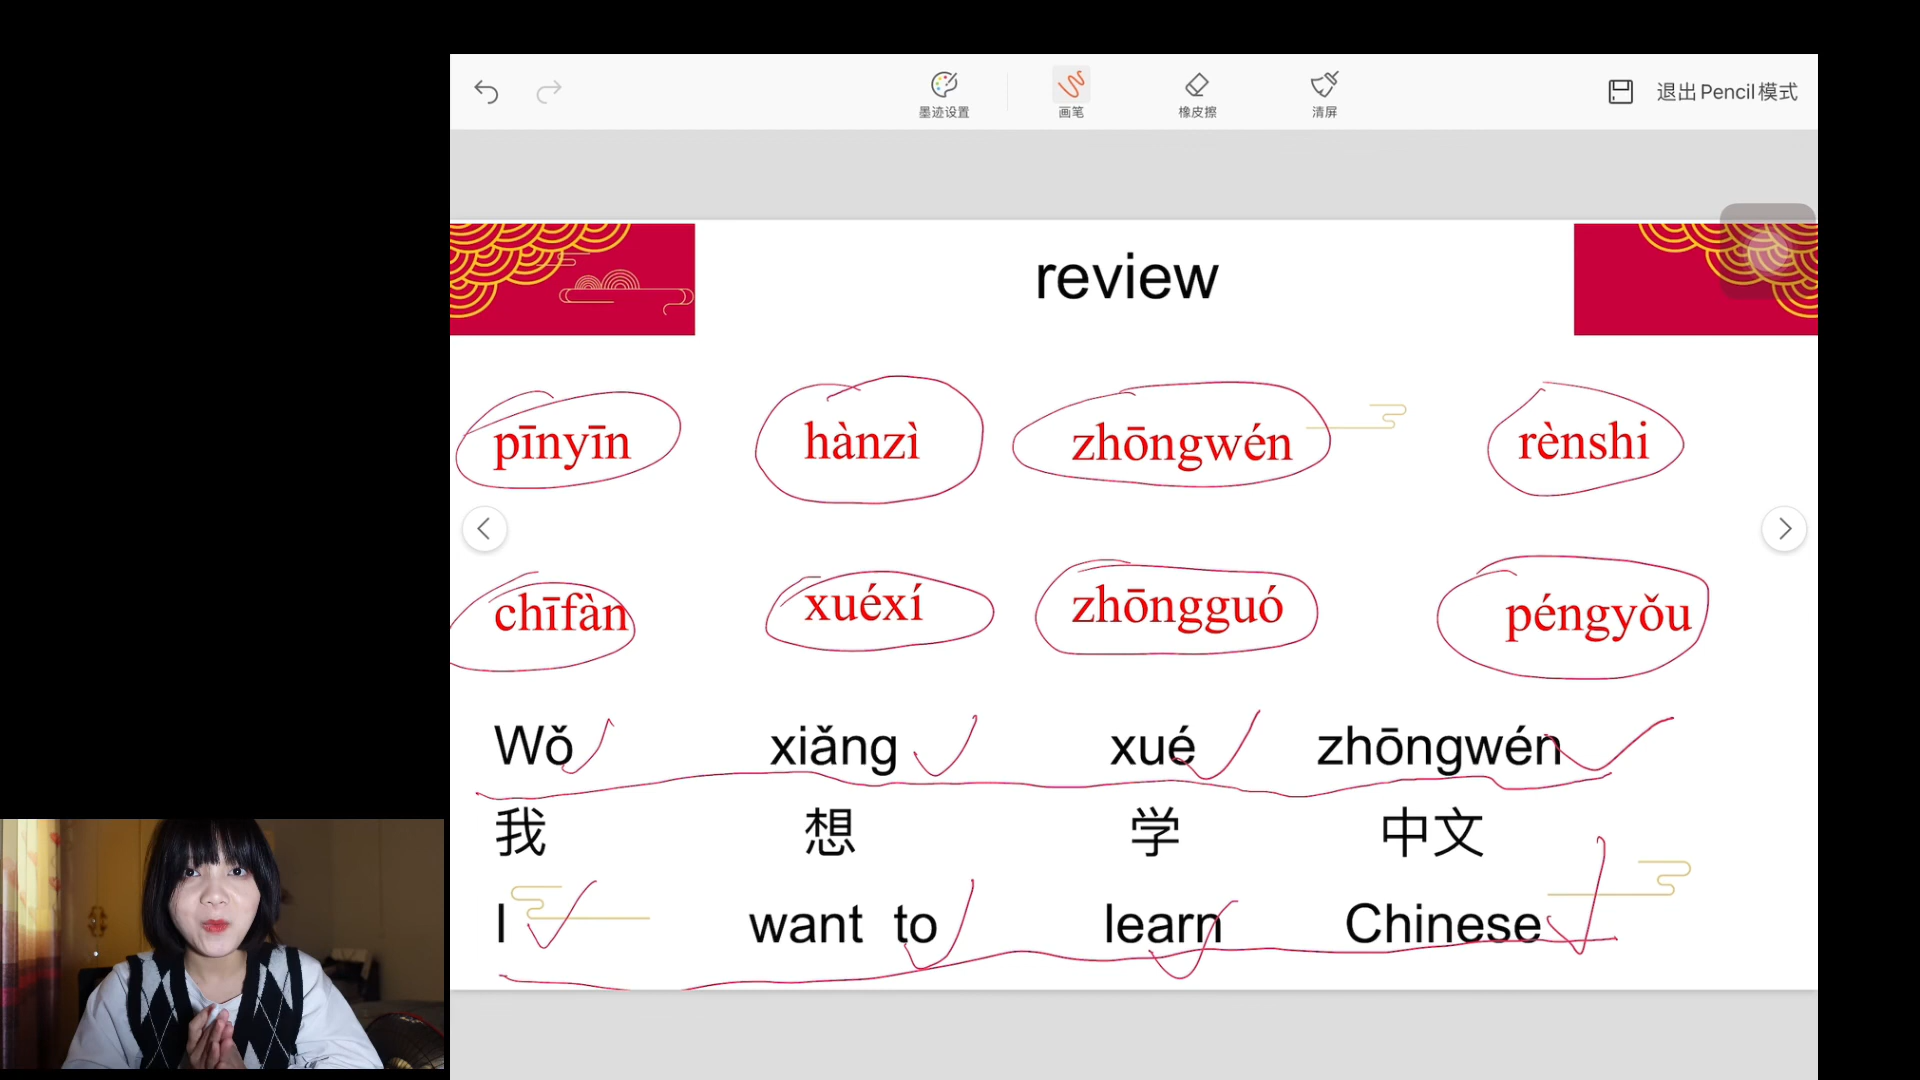 墨迹设置 画笔 橡皮擦 清屏 退出Pencil模式
review
pīnyīn hànzì zhōngwén rènshi
chīfàn xuéxí zhōngguó péngyǒu
Wǒ xiǎng xué zhōngwén
我 想 学 中文
I want to learn Chinese